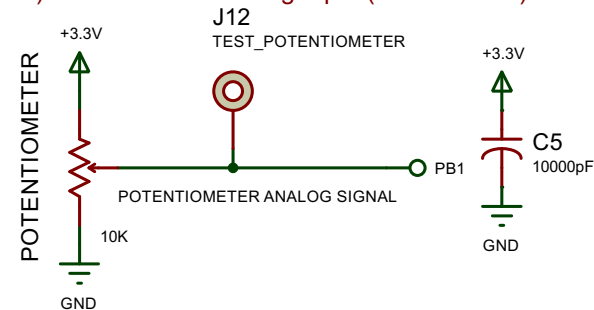 J12
TEST_POTENTIOMETER
+3.3V
+3.3V
POTENTIOMETER
C5
10000pF
PB1
POTENTIOMETER ANALOG SIGNAL
10K
GND
GND